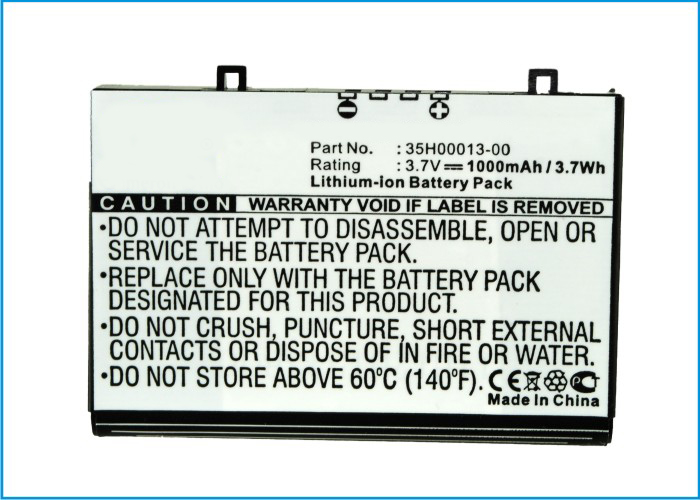 Part No. : 35H00013-00
Rating : 3.7V⎓1000mAh / 3.7Wh
Lithium-ion Battery Pack
CAUTION WARRANTY VOID IF LABEL IS REMOVED
•DO NOT ATTEMPT TO DISASSEMBLE, OPEN OR
SERVICE THE BATTERY PACK.
•REPLACE ONLY WITH THE BATTERY PACK
DESIGNATED FOR THIS PRODUCT.
•DO NOT CRUSH, PUNCTURE, SHORT EXTERNAL
CONTACTS OR DISPOSE OF IN FIRE OR WATER.
•DO NOT STORE ABOVE 60°C (140°F). CE
Made In China